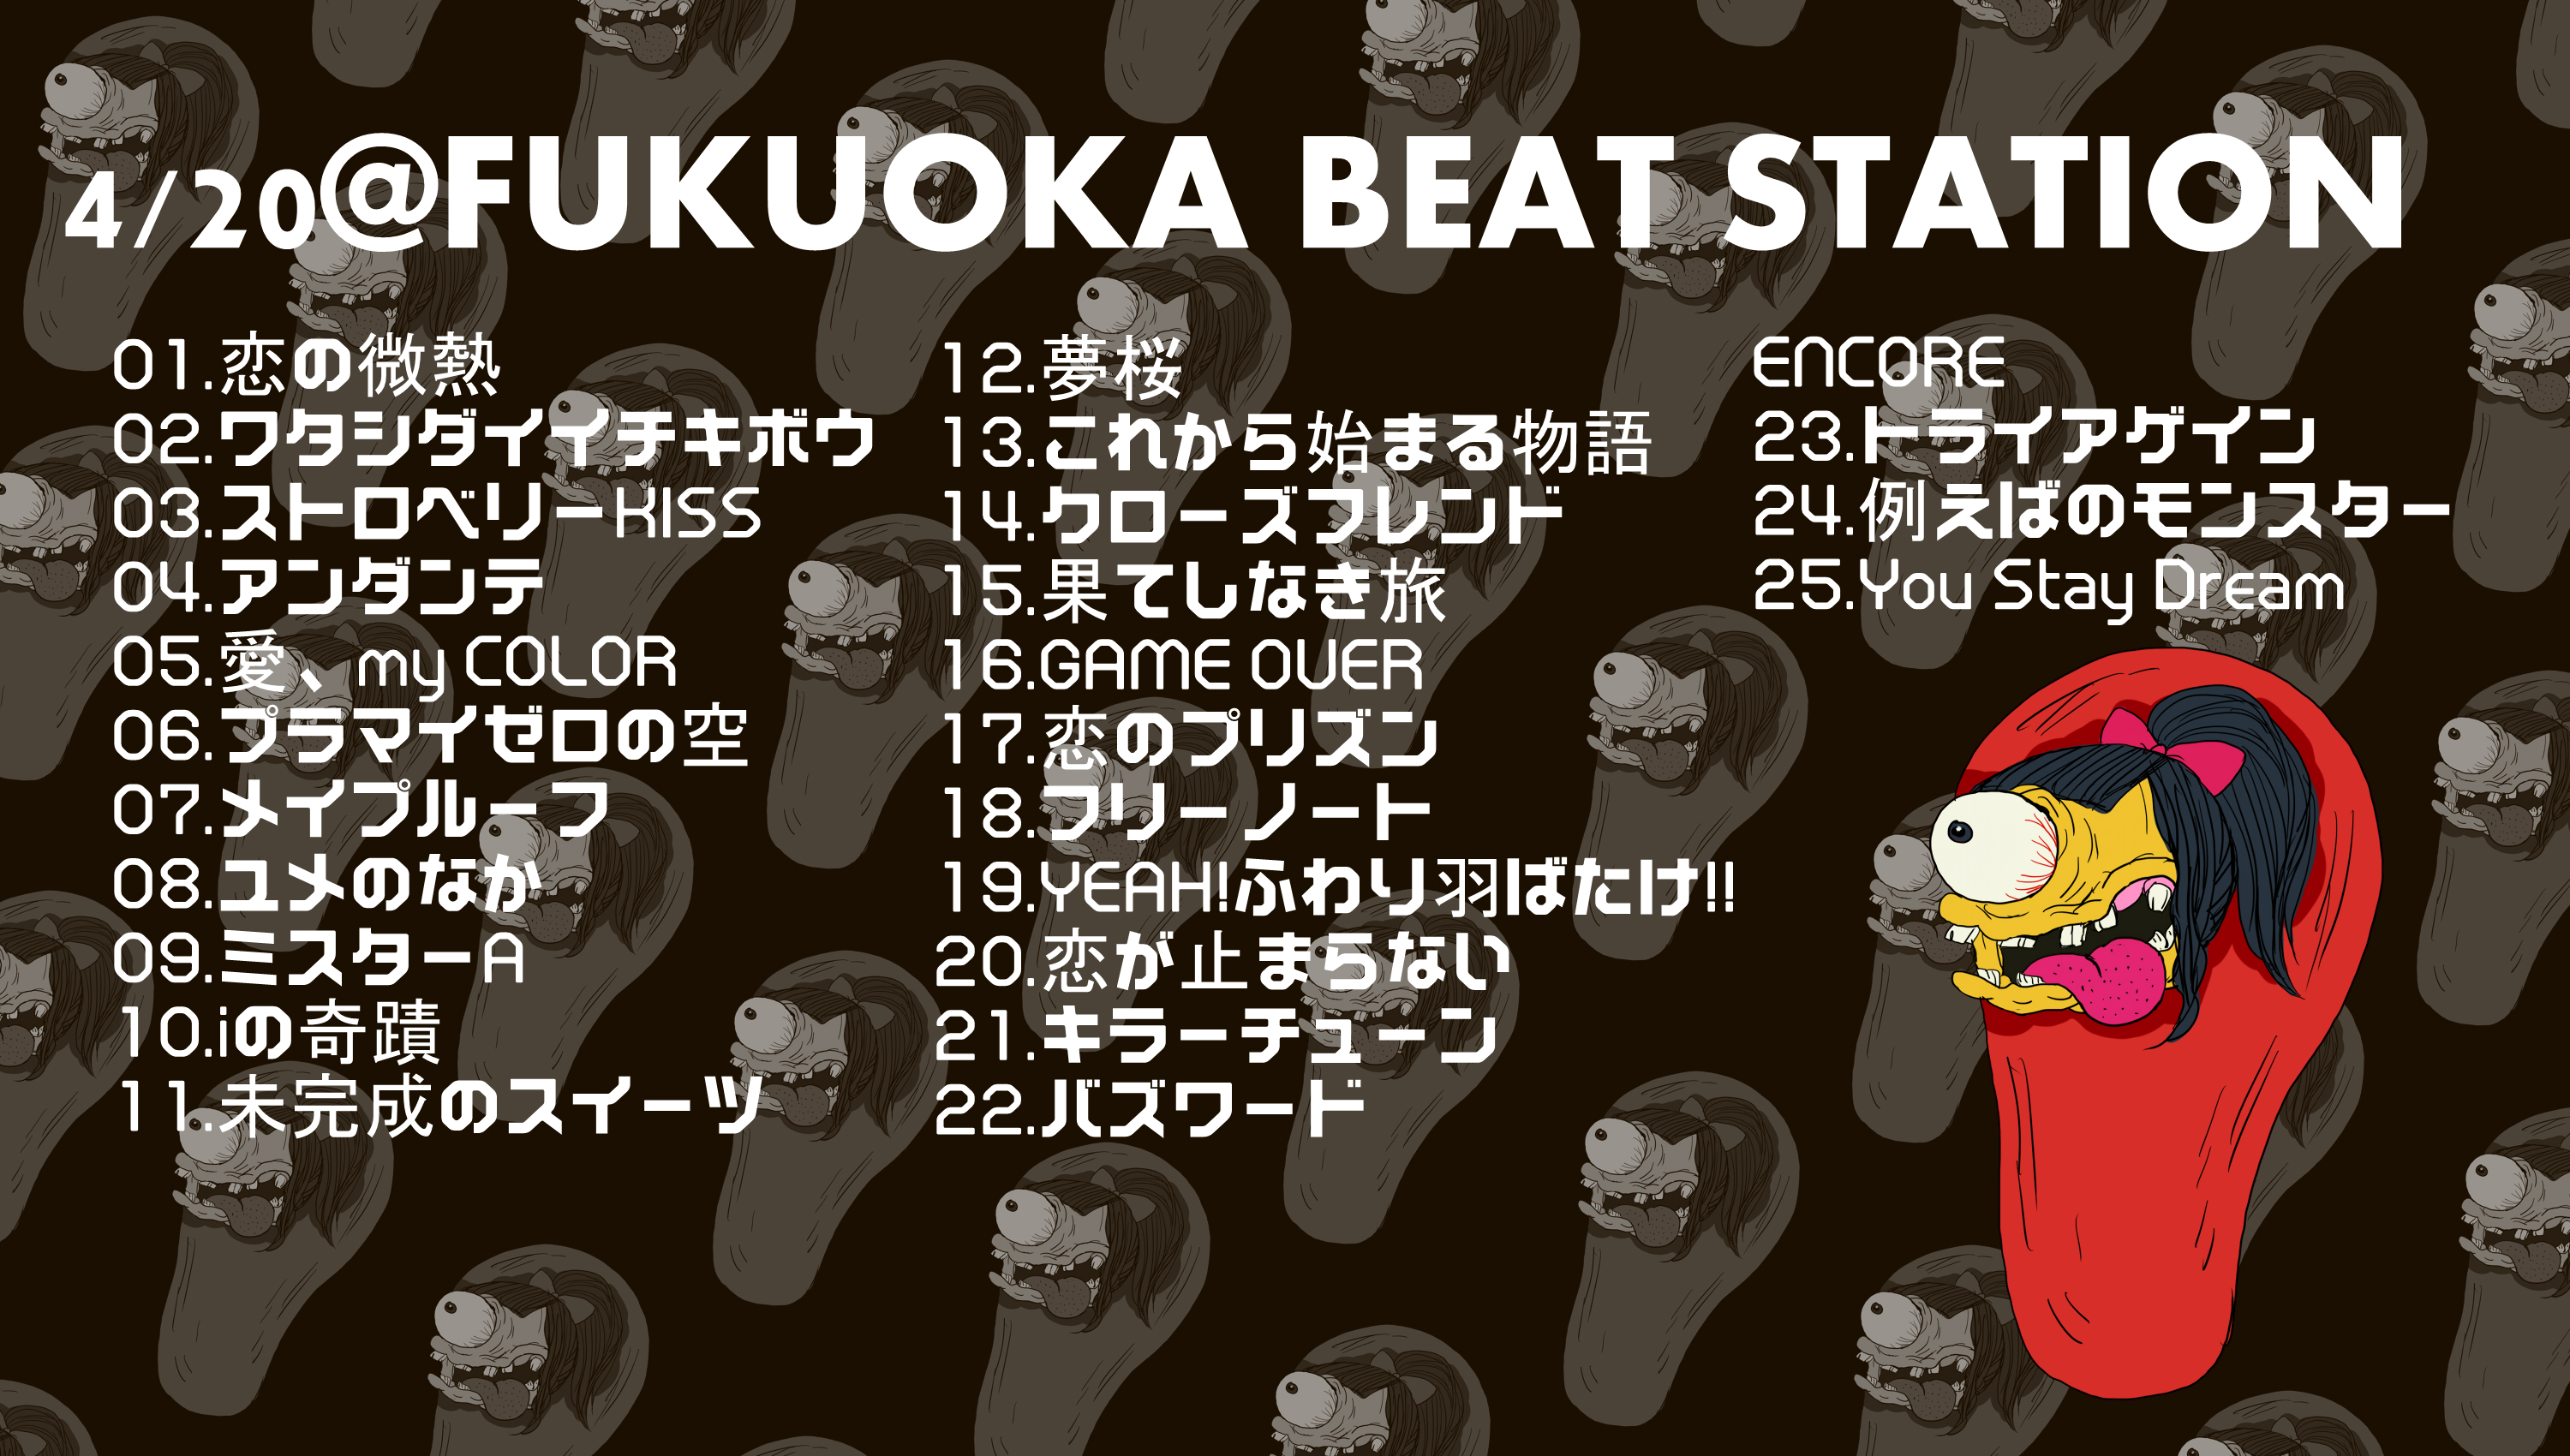 4/20@FUKUOKA BEAT STATION
01.恋の微熱
02.ワタシダイイチキボウ
03.ストロベリーKISS
04.アンダンテ
05.愛、my COLOR
06.プラマイゼロの空
07.メイプルーフ
08.ユメのなか
09.ミスターA
10.iの奇蹟
11.未完成のスイーツ
12.夢桜
13.これから始まる物語
14.クローズフレンド
15.果てしなき旅
16.GAME OVER
17.恋のプリズン
18.フリーノート
19.YEAH!ふわり羽ばたけ!!
20.恋が止まらない
21.キラーチューン
22.バズワード
ENCORE
23.トライアゲイン
24.例えばのモンスター
25.You Stay Dream